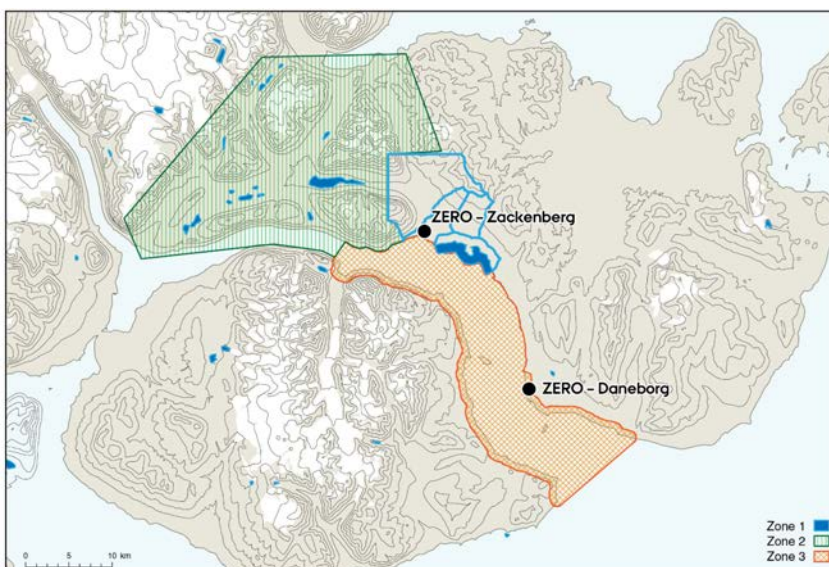 ZERO – Zackenberg
ZERO – Daneborg
Zone 1
Zone 2
Zone 3
0 5 10 km